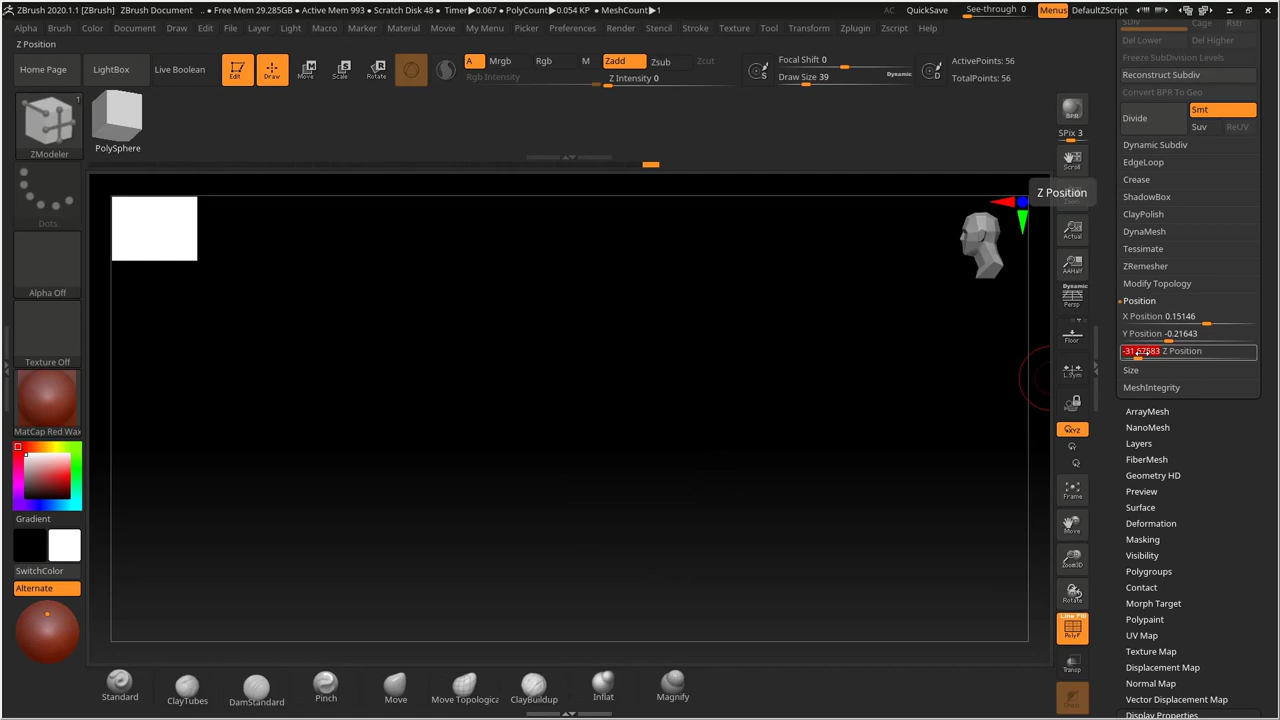 ZBrush 2020.1.1 [ZBrush] ZBrush Document .. • Free Mem 29.285GB • Active Mem 993 • Scratch Disk 48 • Timer▶0.067 • PolyCount▶0.054 KP • MeshCount▶1
AC QuickSave See-through 0 Menus DefaultZScript
Alpha Brush Color Document Draw Edit File Layer Light Macro Marker Material Movie My Menu Picker Preferences Render Stencil Stroke Texture Tool Transform Zplugin Zscript Help
Z Position
Home Page LightBox Live Boolean
Edit Draw Move Scale Rotate
A Mrgb Rgb M Zadd Zsub Zcut
Rgb Intensity Z Intensity 0
Focal Shift 0
Draw Size 39 Dynamic
S D
ActivePoints: 56
TotalPoints: 56
1
ZModeler
PolySphere
Dots
Alpha Off
Texture Off
MatCap Red Wax
Gradient
SwitchColor
Alternate
BPR
SPix 3
Scroll
Z Position
Actual
AAHalf
Dynamic
Persp
Floor
L.Sym
XYZ
Y
Z
Frame
Move
Zoom3D
Rotate
Line Fill
PolyF
Transp
SDiv Cage Rstr
Del Lower Del Higher
Freeze SubDivision Levels
Reconstruct Subdiv
Convert BPR To Geo
Divide Smt
Suv ReUV
Dynamic Subdiv
EdgeLoop
Crease
ShadowBox
ClayPolish
DynaMesh
Tessimate
ZRemesher
Modify Topology
Position
X Position 0.15146
Y Position -0.21643
Z Position
Size
MeshIntegrity
ArrayMesh
NanoMesh
Layers
FiberMesh
Geometry HD
Preview
Surface
Deformation
Masking
Visibility
Polygroups
Contact
Morph Target
Polypaint
UV Map
Texture Map
Displacement Map
Normal Map
Vector Displacement Map
Display Properties
Standard ClayTubes DamStandard Pinch Move Move Topologica ClayBuildup Inflat Magnify